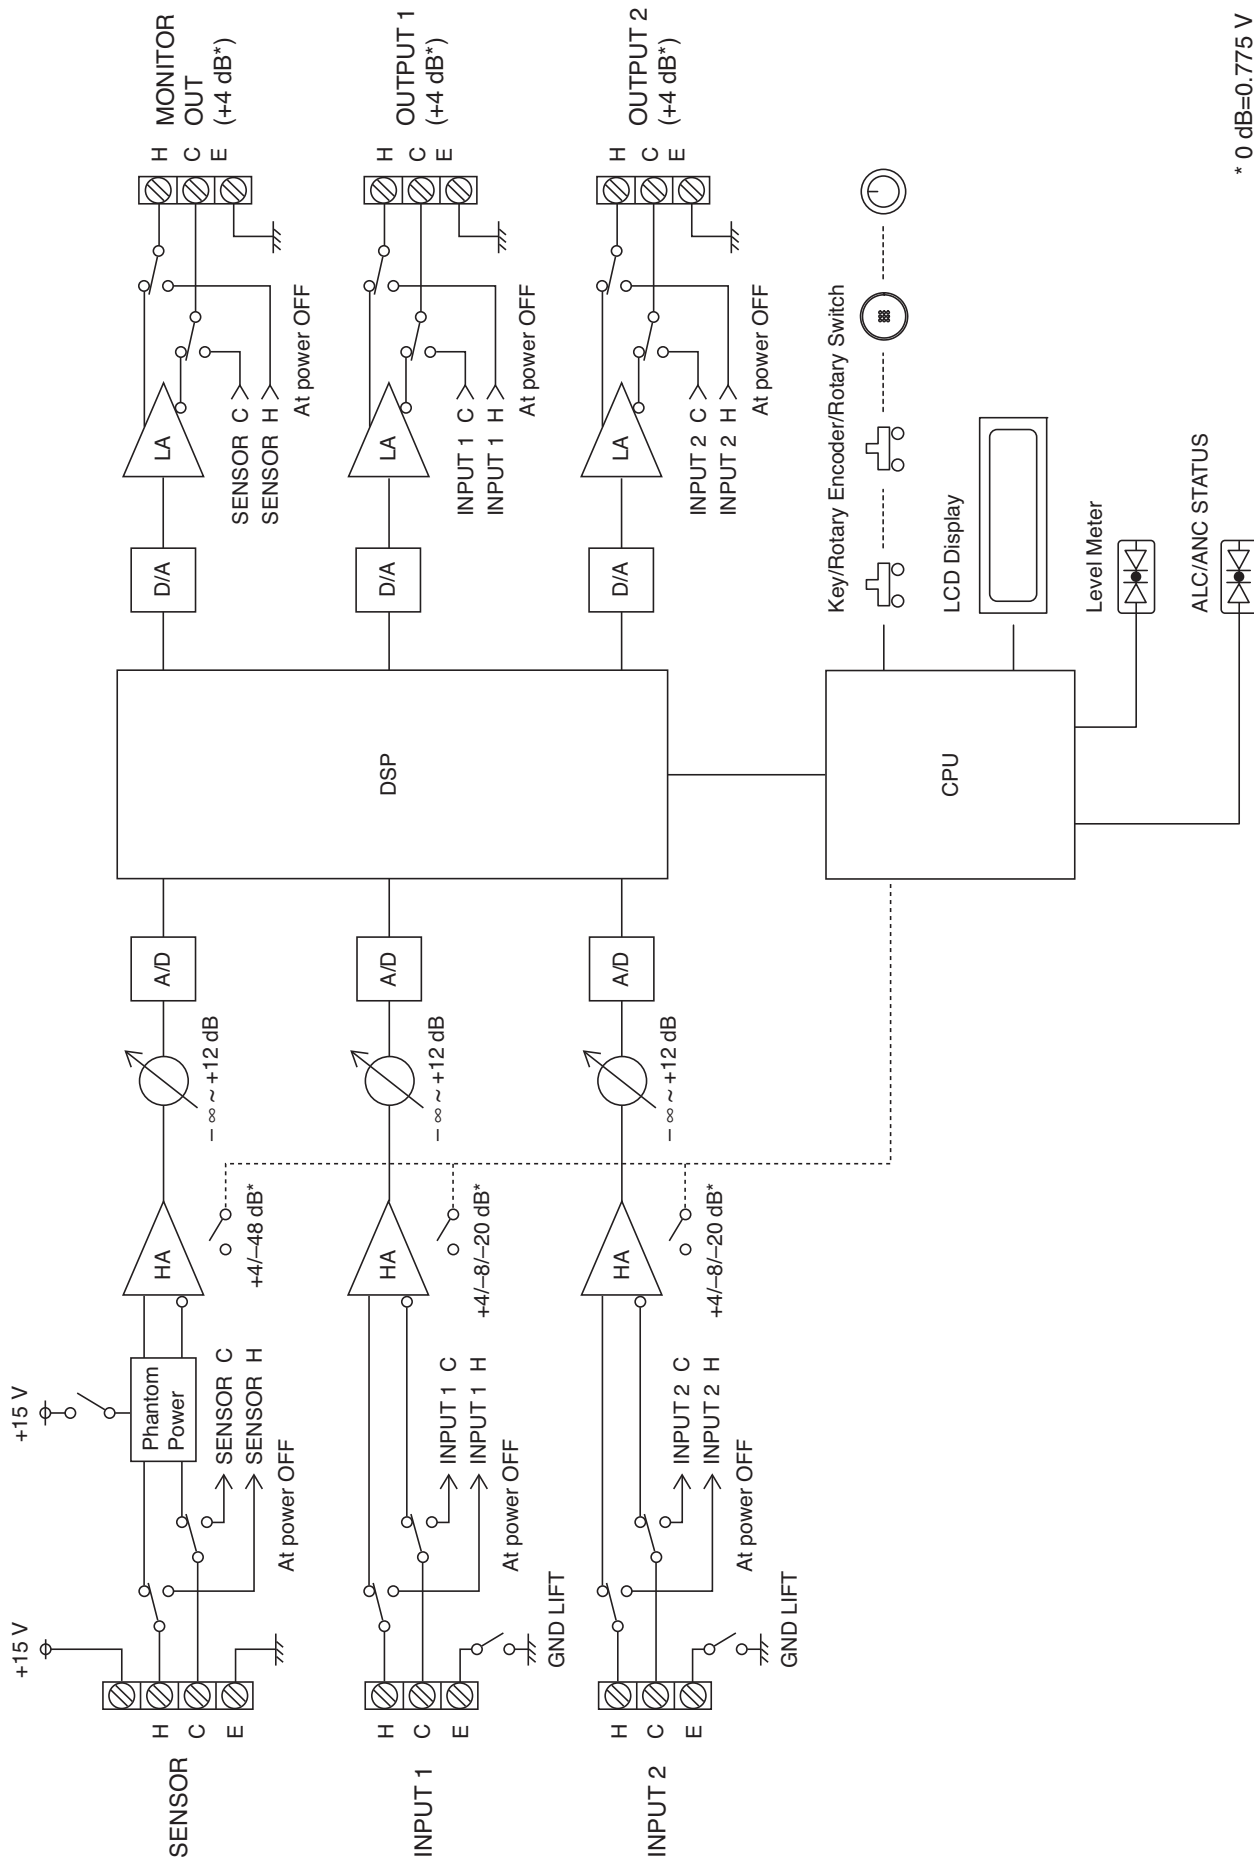 +15 V
+15 V
SENSOR
H
C
E
Phantom
Power
SENSOR C
SENSOR H
At power OFF
HA
+4/–48 dB*
– ∞ ~ +12 dB
A/D
D/A
LA
SENSOR C
SENSOR H
At power OFF
H
C
E
MONITOR
OUT
(+4 dB*)
INPUT 1
H
C
E
GND LIFT
INPUT 1 C
INPUT 1 H
At power OFF
HA
+4/–8/–20 dB*
– ∞ ~ +12 dB
A/D
DSP
D/A
LA
INPUT 1 C
INPUT 1 H
At power OFF
H
C
E
OUTPUT 1
(+4 dB*)
INPUT 2
H
C
E
GND LIFT
INPUT 2 C
INPUT 2 H
At power OFF
HA
+4/–8/–20 dB*
– ∞ ~ +12 dB
A/D
D/A
LA
INPUT 2 C
INPUT 2 H
At power OFF
H
C
E
OUTPUT 2
(+4 dB*)
CPU
Key/Rotary Encoder/Rotary Switch
LCD Display
Level Meter
ALC/ANC STATUS
* 0 dB=0.775 V